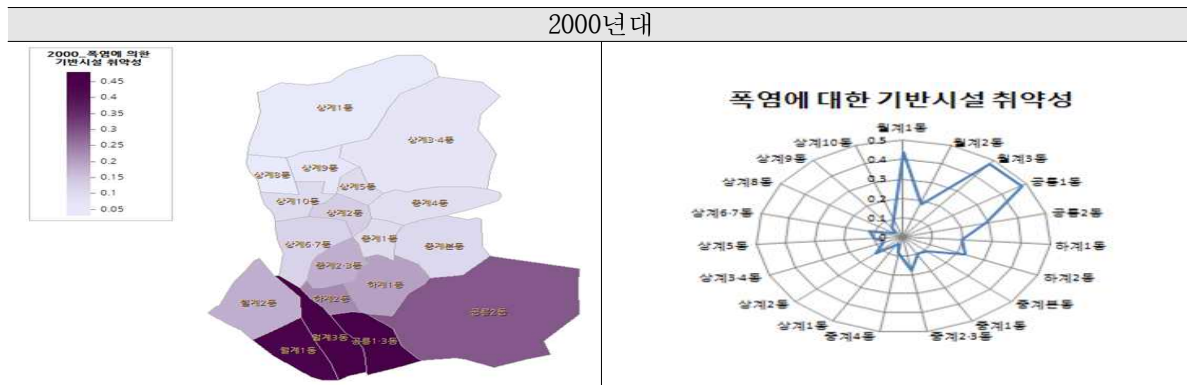 2000년대
2000_폭염에 의한
기반시설 취약성
0.45
0.4
0.35
0.3
0.25
0.2
0.15
0.1
0.05
상계1동
상계3·4동
상계9동
상계8동
상계5동
상계10동
상계2동
중계4동
상계6·7동
중계1동
중계본동
중계2·3동
하계1동
하계2동
월계2동
공릉2동
월계3동
공릉1·3동
월계1동
폭염에 대한 기반시설 취약성
월계1동
월계2동
월계3동
공릉1동
공릉2동
하계1동
하계2동
중계본동
중계1동
중계2·3동
중계4동
상계1동
상계2동
상계3·4동
상계5동
상계6·7동
상계8동
상계9동
상계10동
0.5
0.4
0.3
0.2
0.1
0